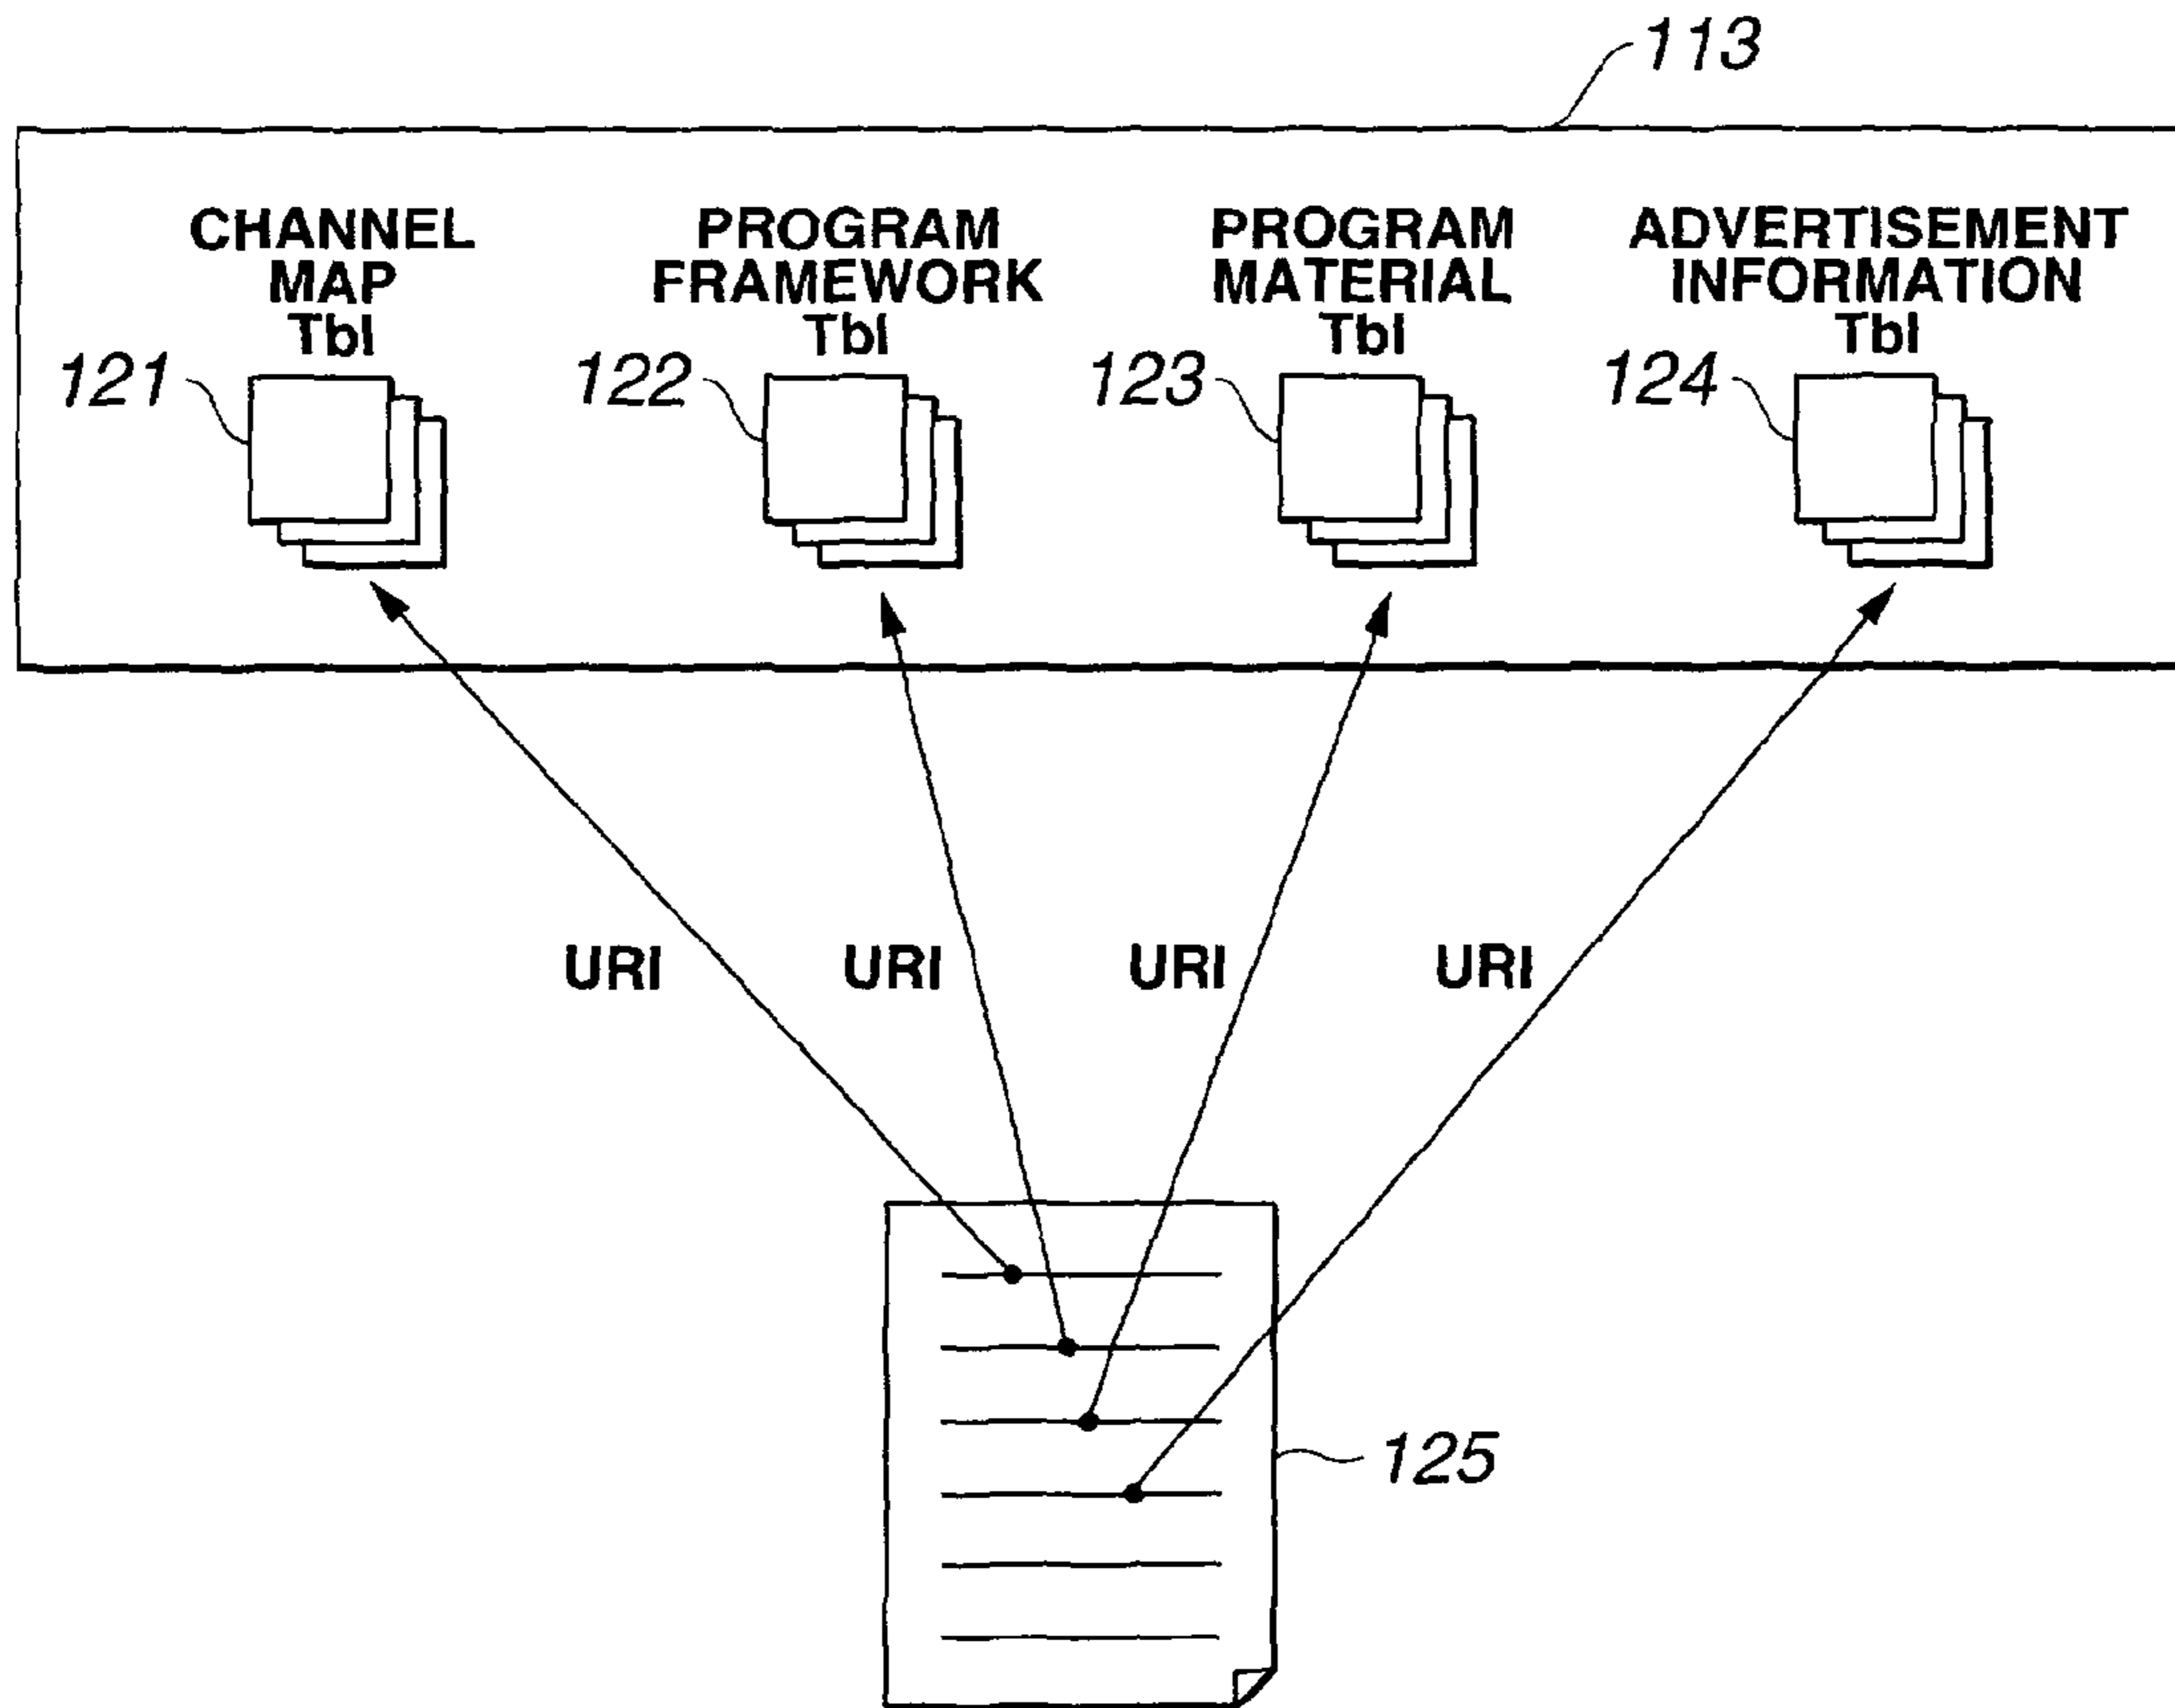 113
CHANNEL
MAP
Tbl
PROGRAM
FRAMEWORK
Tbl
PROGRAM
MATERIAL
Tbl
ADVERTISEMENT
INFORMATION
Tbl
121
122
123
124
URI
URI
URI
URI
125